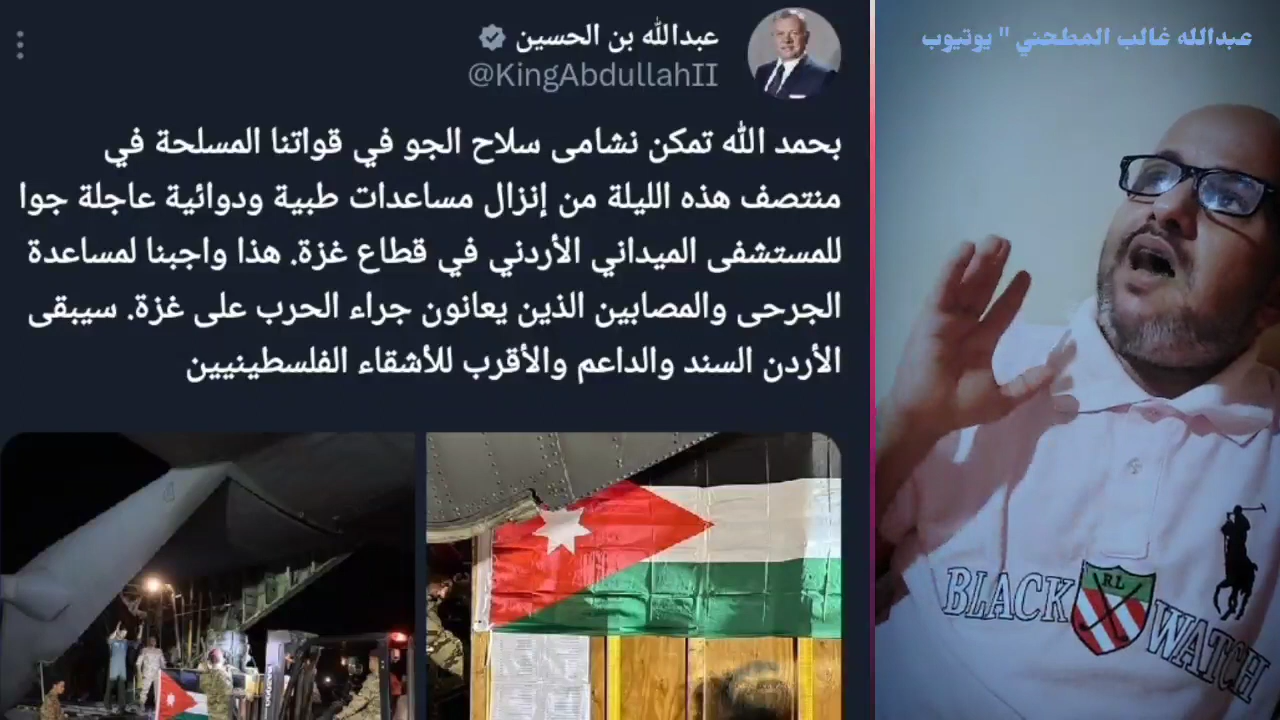 عبدالله بن الحسين
@KingAbdullahII
بحمد الله تمكن نشامى سلاح الجو في قواتنا المسلحة في
منتصف هذه الليلة من إنزال مساعدات طبية ودوائية عاجلة جوا
للمستشفى الميداني الأردني في قطاع غزة. هذا واجبنا لمساعدة
الجرحى والمصابين الذين يعانون جراء الحرب على غزة. سيبقى
الأردن السند والداعم والأقرب للأشقاء الفلسطينيين
عبدالله غالب المطحني " يوتيوب
BLACK WATCH
RL